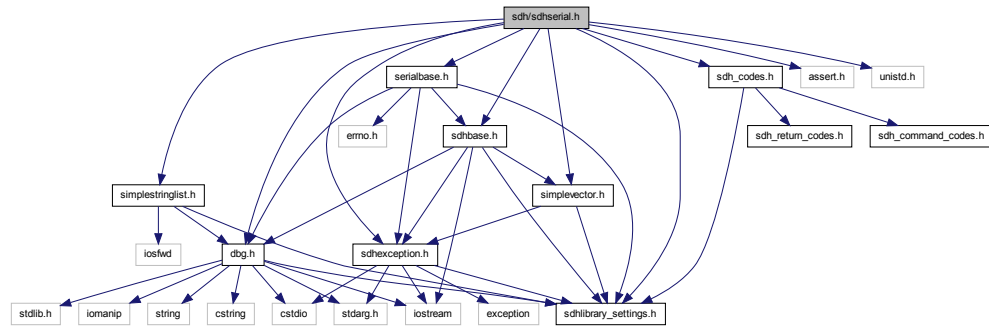 sdh/sdhserial.h
serialbase.h
sdh_codes.h
assert.h
unistd.h
errno.h
sdhbase.h
sdh_return_codes.h
sdh_command_codes.h
simplestringlist.h
simplevector.h
iosfwd
dbg.h
sdhexception.h
stdlib.h
iomanip
string
cstring
cstdio
stdarg.h
iostream
exception
sdhlibrary_settings.h